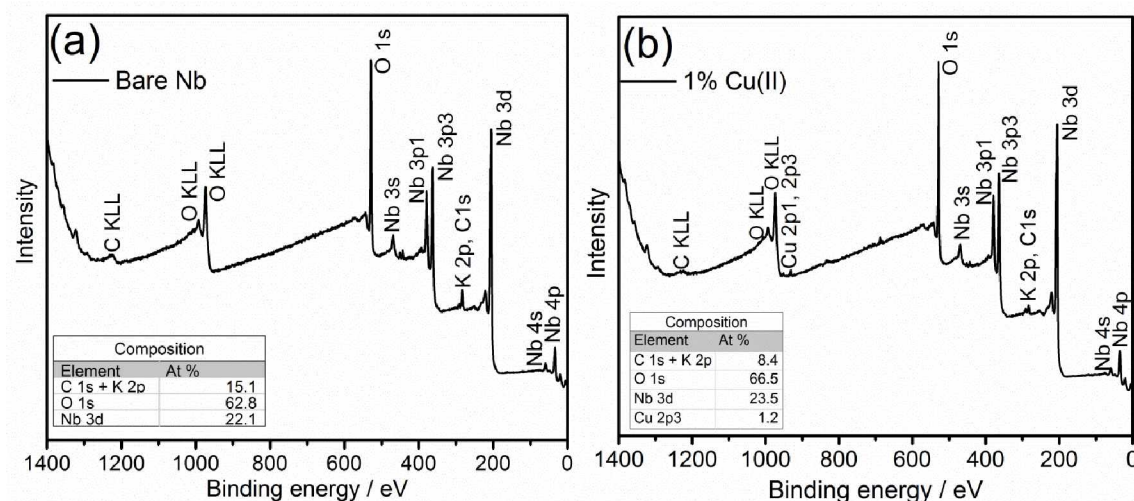 (a)
Bare Nb
Intensity
C KLL
O KLL
O KLL
O 1s
Nb 3s
Nb 3p1
Nb 3p3
K 2p, C1s
Nb 3d
Nb 4s
Nb 4p
Composition
Element At %
C 1s + K 2p 15.1
O 1s 62.8
Nb 3d 22.1
1400 1200 1000 800 600 400 200 0
Binding energy / eV
(b)
1% Cu(II)
Intensity
C KLL
O KLL
O KLL
Cu 2p1, 2p3
O 1s
Nb 3s
Nb 3p1
Nb 3p3
K 2p, C1s
Nb 3d
Nb 4s
Nb 4p
Composition
Element At %
C 1s + K 2p 8.4
O 1s 66.5
Nb 3d 23.5
Cu 2p3 1.2
1400 1200 1000 800 600 400 200 0
Binding energy / eV